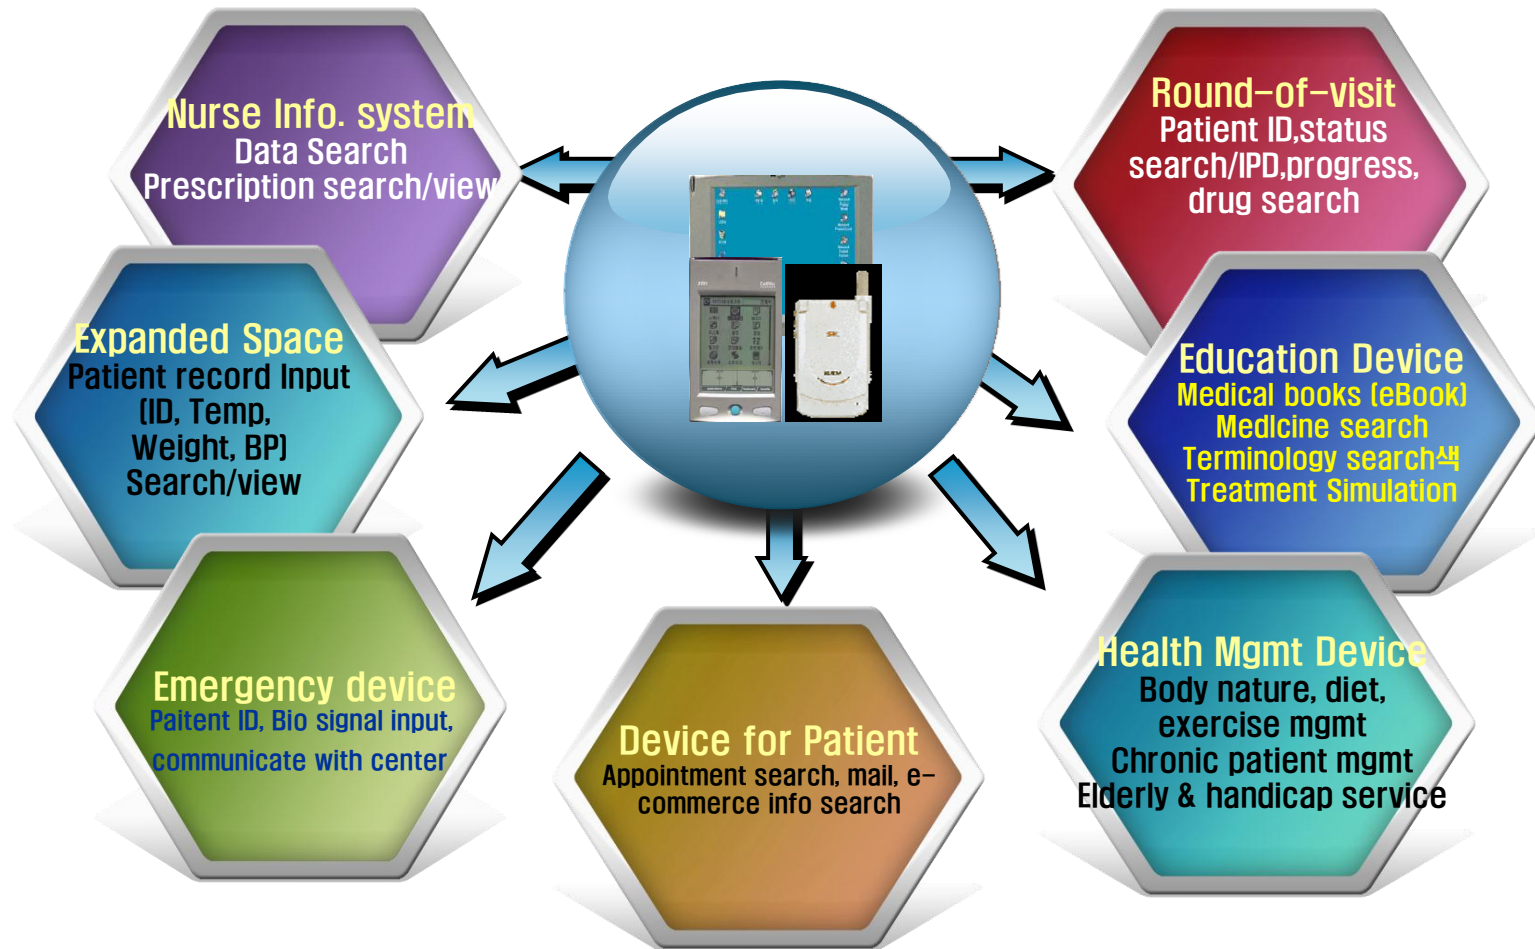 Nurse Info. system
Data Search
Prescription search/view
Round-of-visit
Patient ID,status
search/IPD,progress,
drug search
Expanded Space
Patient record Input
(ID, Temp,
Weight, BP)
Search/view
Education Device
Medical books (eBook)
Medicine search
Terminology search색
Treatment Simulation
Emergency device
Paitent ID, Bio signal input,
communicate with center
Device for Patient
Appointment search, mail, e-
commerce info search
Health Mgmt Device
Body nature, diet,
exercise mgmt
Chronic patient mgmt
Elderly & handicap service
SK